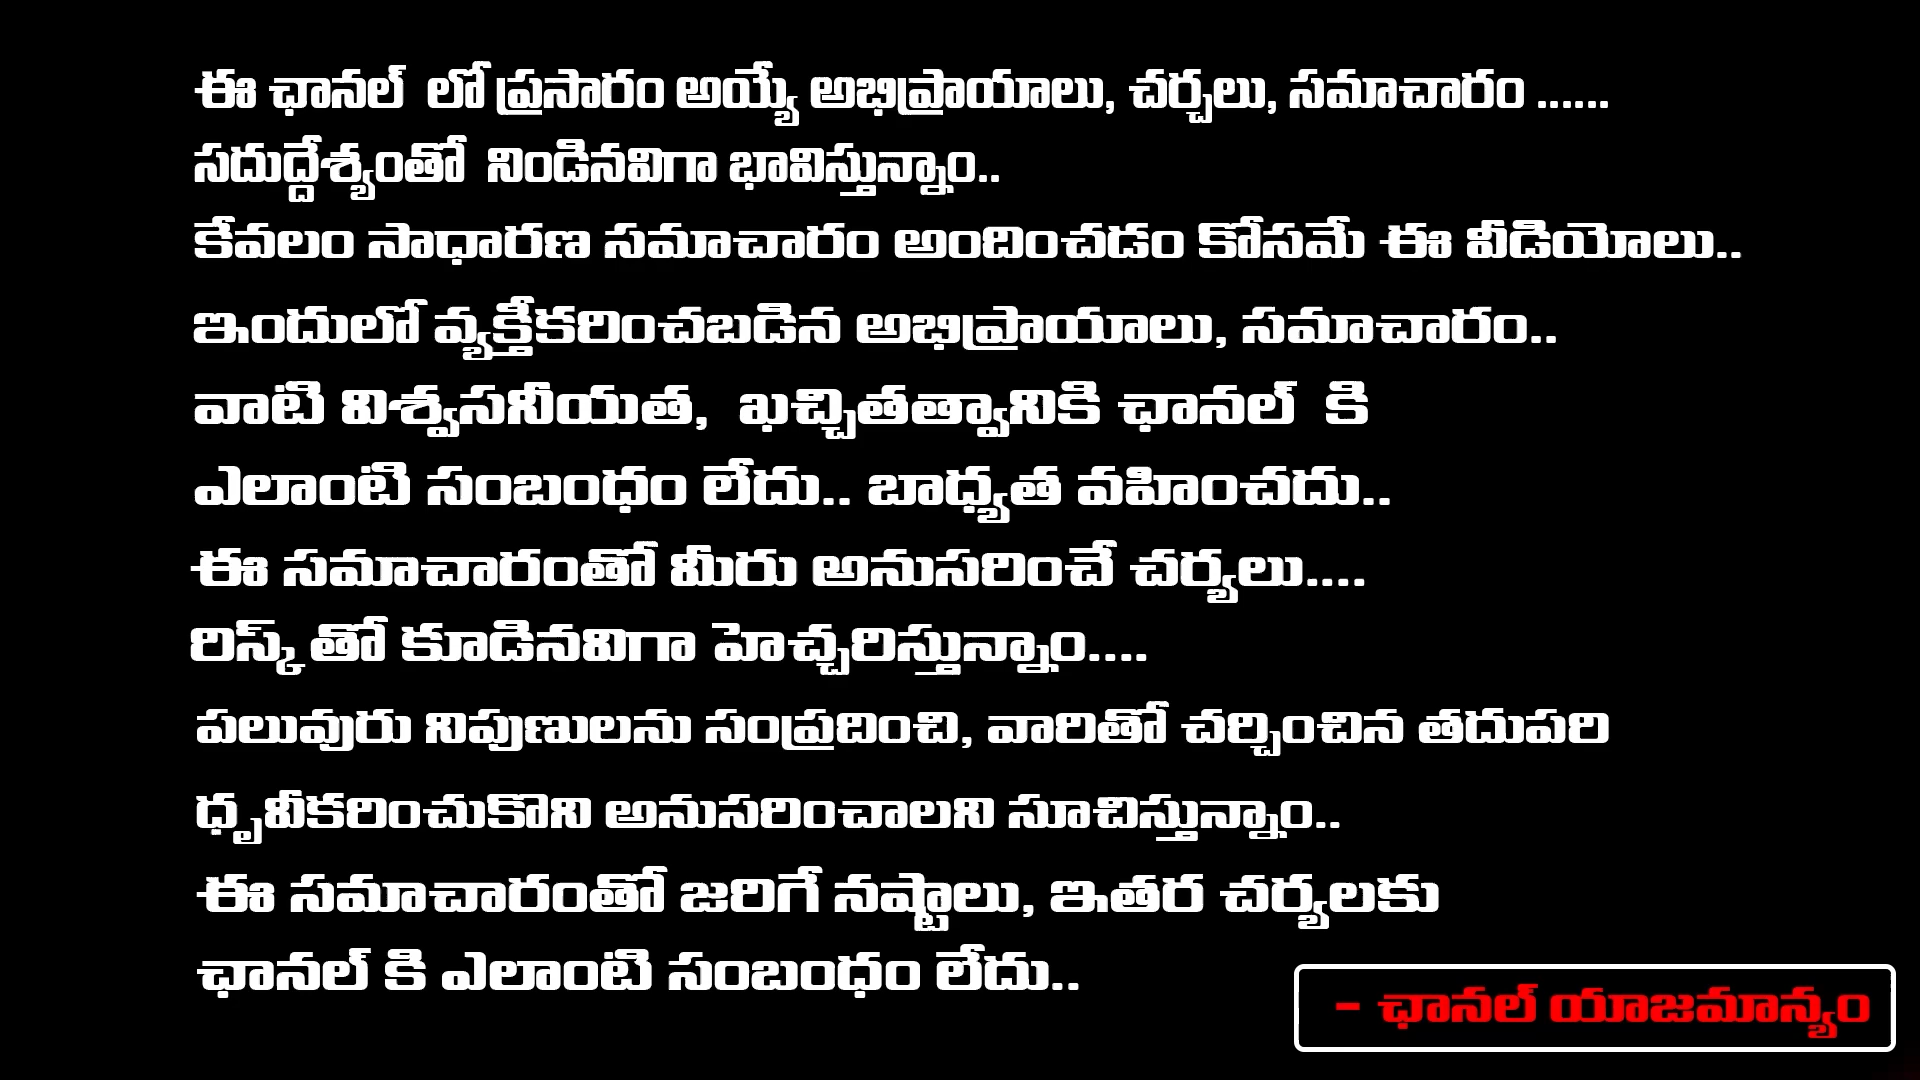 ఈ ఛానల్ లో ప్రసారం అయ్యే అభిప్రాయాలు, చర్చలు, సమాచారం ......
సదుద్దేశ్యంతో నిండినవిగా భావిస్తున్నాం..
కేవలం సాధారణ సమాచారం అందించడం కోసమే ఈ వీడియోలు..
ఇందులో వ్యక్తీకరించబడిన అభిప్రాయాలు, సమాచారం..
వాటి విశ్వసనీయత, ఖచ్చితత్వానికి ఛానల్ కి
ఎలాంటి సంబంధం లేదు.. బాధ్యత వహించదు..
ఈ సమాచారంతో మీరు అనుసరించే చర్యలు....
రిస్క్ తో కూడినవిగా హెచ్చరిస్తున్నాం....
పలువురు నిపుణులను సంప్రదించి, వారితో చర్చించిన తదుపరి
ధృవీకరించుకొని అనుసరించాలని సూచిస్తున్నాం..
ఈ సమాచారంతో జరిగే నష్టాలు, ఇతర చర్యలకు
ఛానల్ కి ఎలాంటి సంబంధం లేదు..
- ఛానల్ యాజమాన్యం